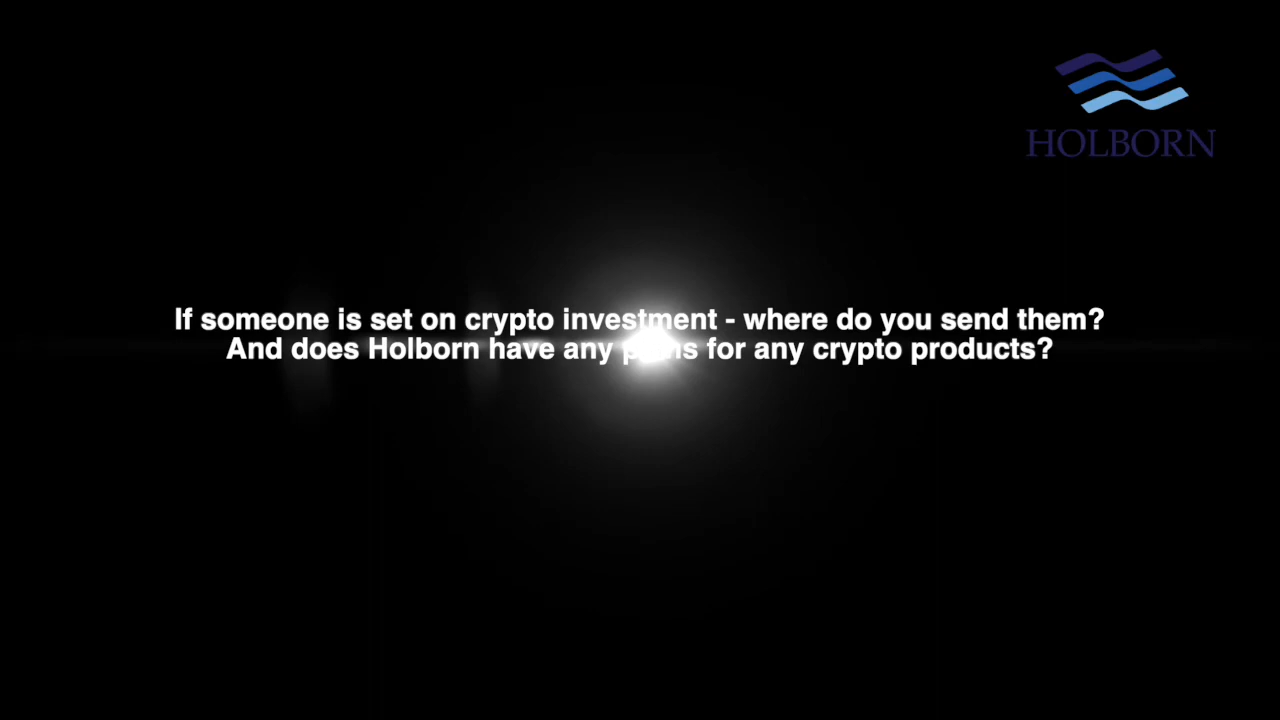 HOLBORN
If someone is set on crypto investment - where do you send them?
And does Holborn have any plans for any crypto products?